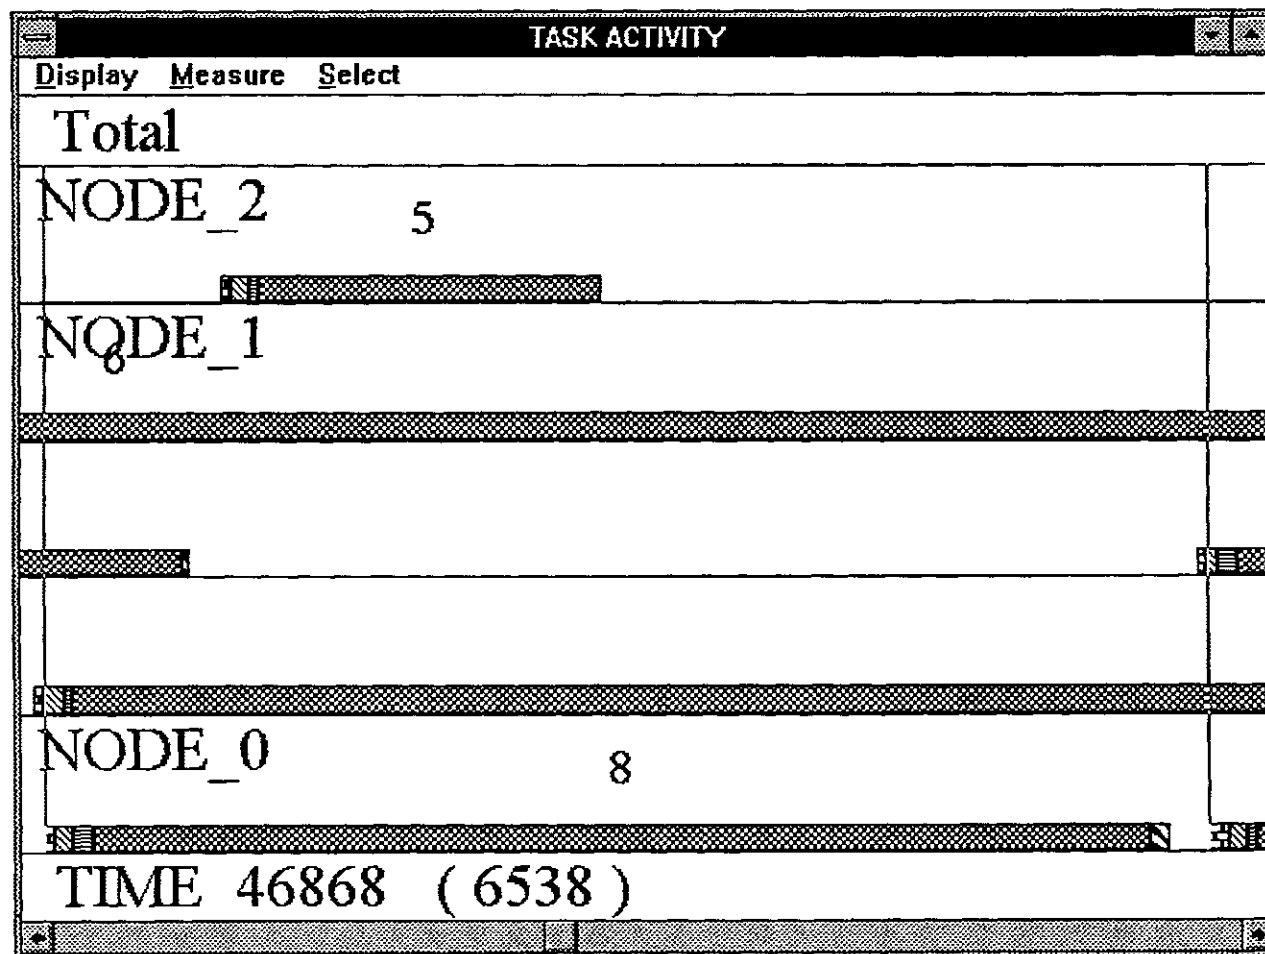 TASK ACTIVITY
Display Measure Select
Total
NODE_2
5
NODE_1
6
NODE_0
8
TIME 46868 ( 6538 )